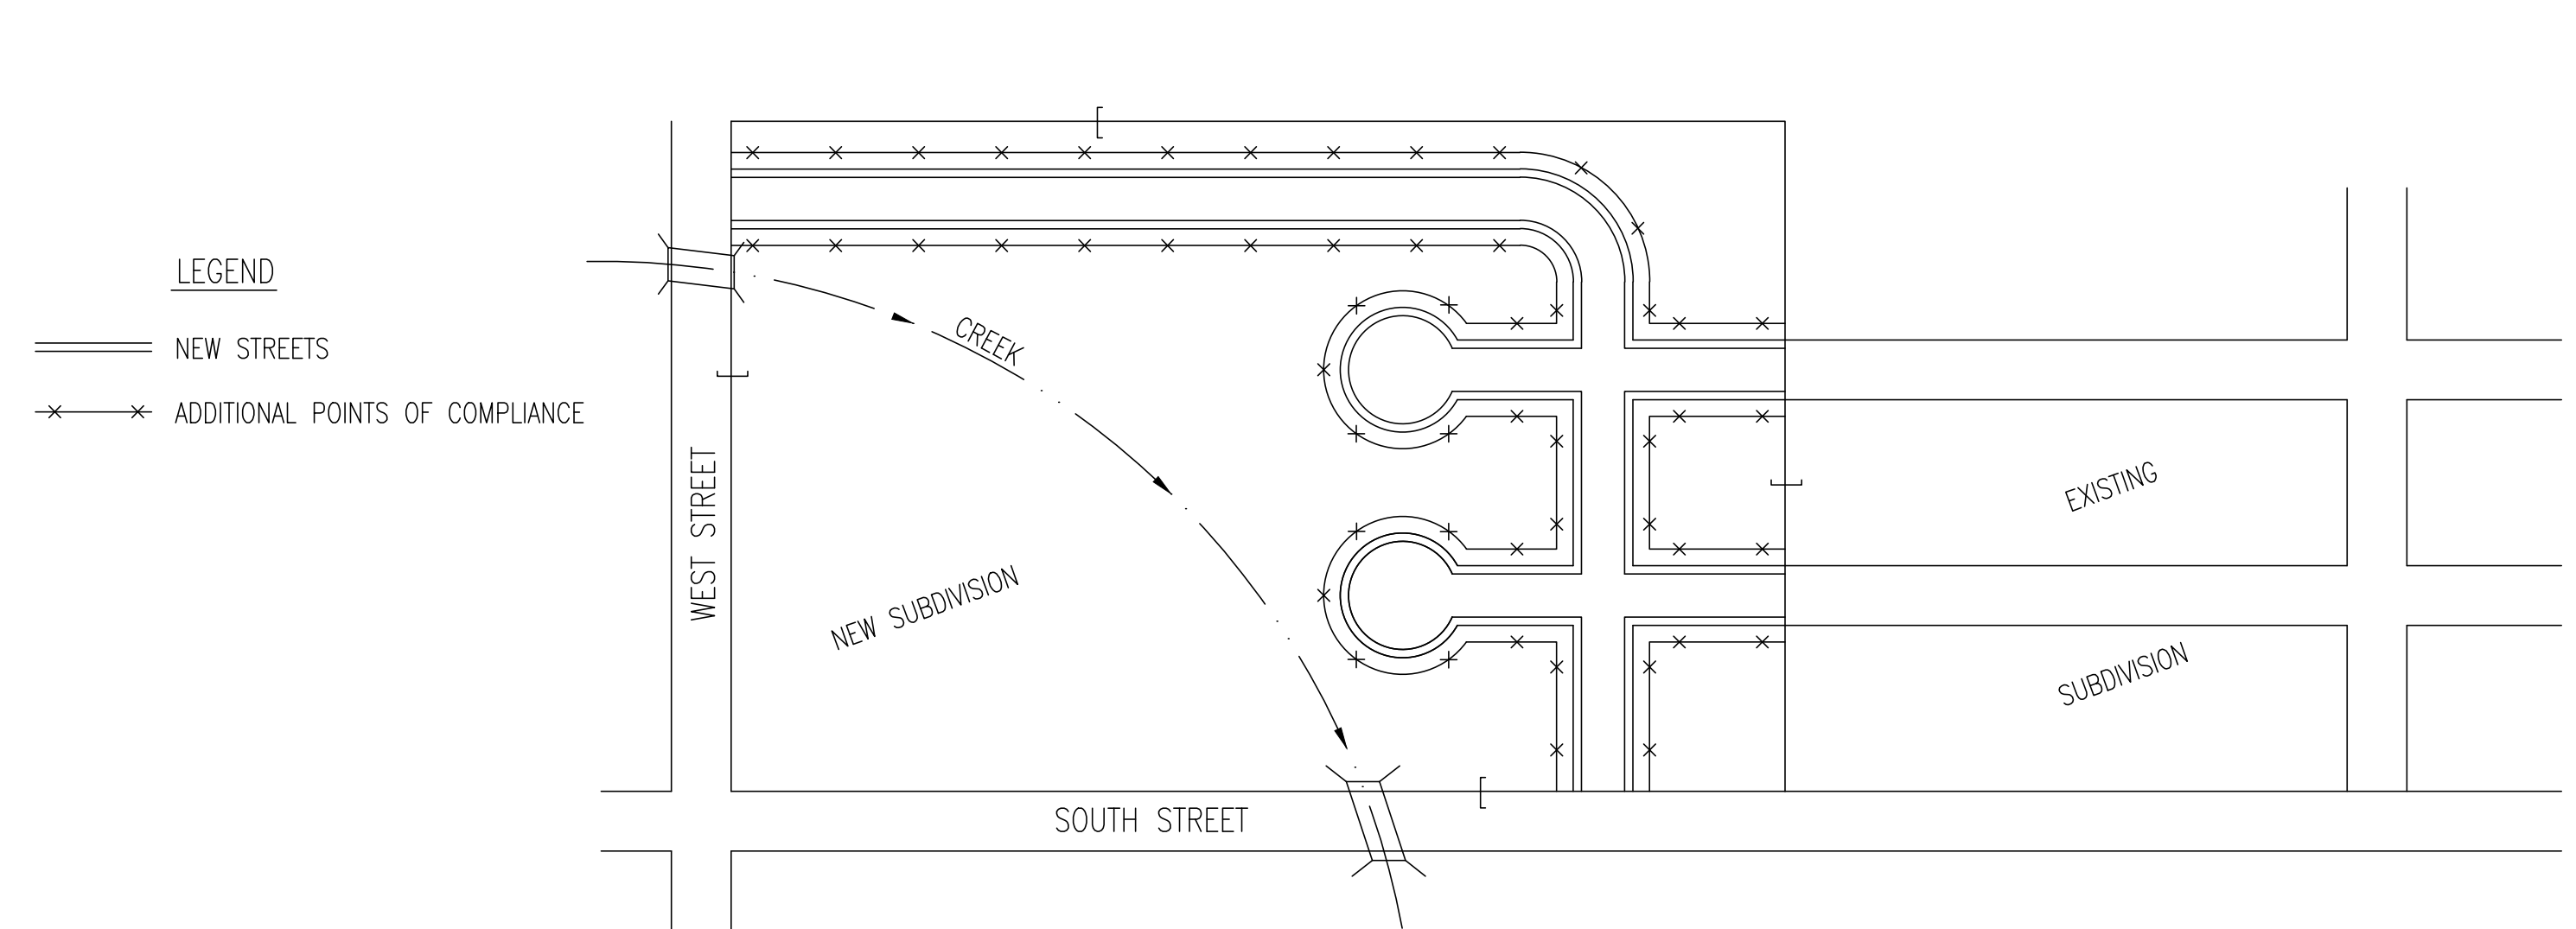 LEGEND
NEW STREETS
ADDITIONAL POINTS OF COMPLIANCE
WEST STREET
CREEK
NEW SUBDIVISION
SOUTH STREET
EXISTING
SUBDIVISION